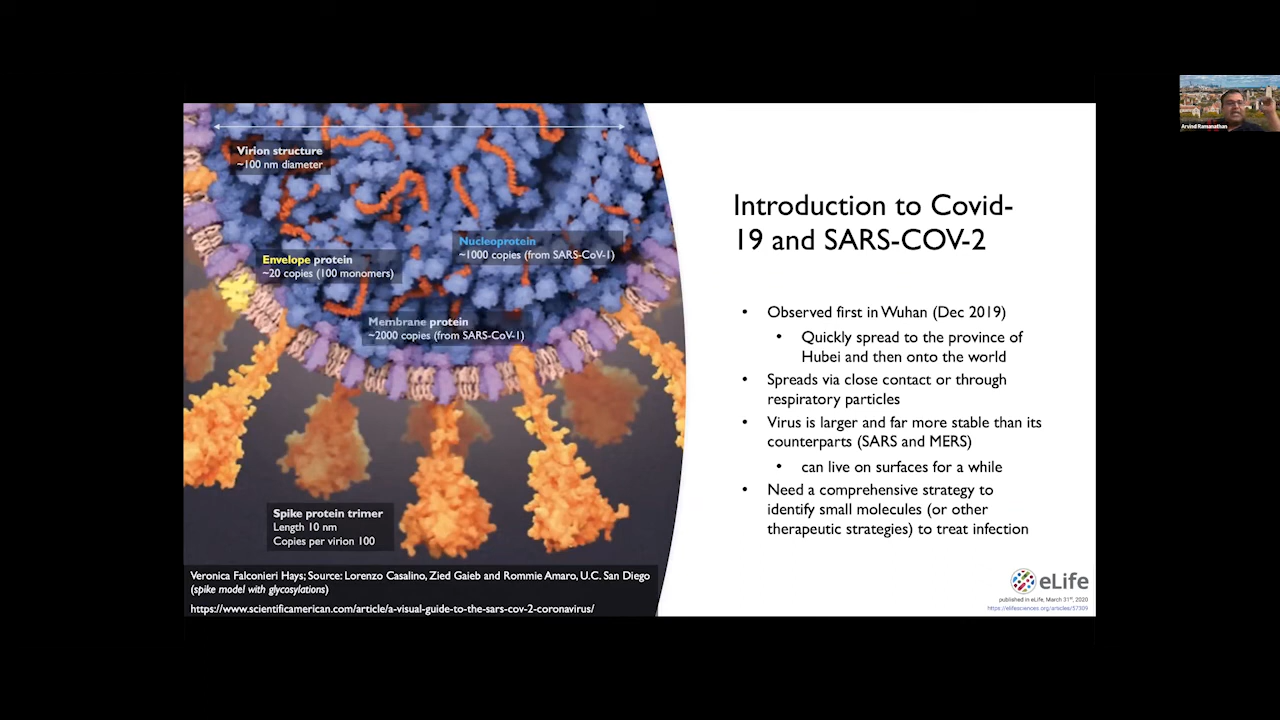 Virion structure
~100 nm diameter
Nucleoprotein
~1000 copies (from SARS-CoV-1)
Envelope protein
~20 copies (100 monomers)
Membrane protein
~2000 copies (from SARS-CoV-1)
Spike protein trimer
Length 10 nm
Copies per virion 100
Veronica Falconieri Hays; Source: Lorenzo Casalino, Zied Gaieb and Rommie Amaro, U.C. San Diego
(spike model with glycosylations)
https://www.scientificamerican.com/article/a-visual-guide-to-the-sars-cov-2-coronavirus/
Introduction to Covid-
19 and SARS-COV-2
• Observed first in Wuhan (Dec 2019)
• Quickly spread to the province of
Hubei and then onto the world
• Spreads via close contact or through
respiratory particles
• Virus is larger and far more stable than its
counterparts (SARS and MERS)
• can live on surfaces for a while
• Need a comprehensive strategy to
identify small molecules (or other
therapeutic strategies) to treat infection
eLife
published in eLife, March 31st, 2020
https://elifesciences.org/articles/57309
Arvind Ramanathan